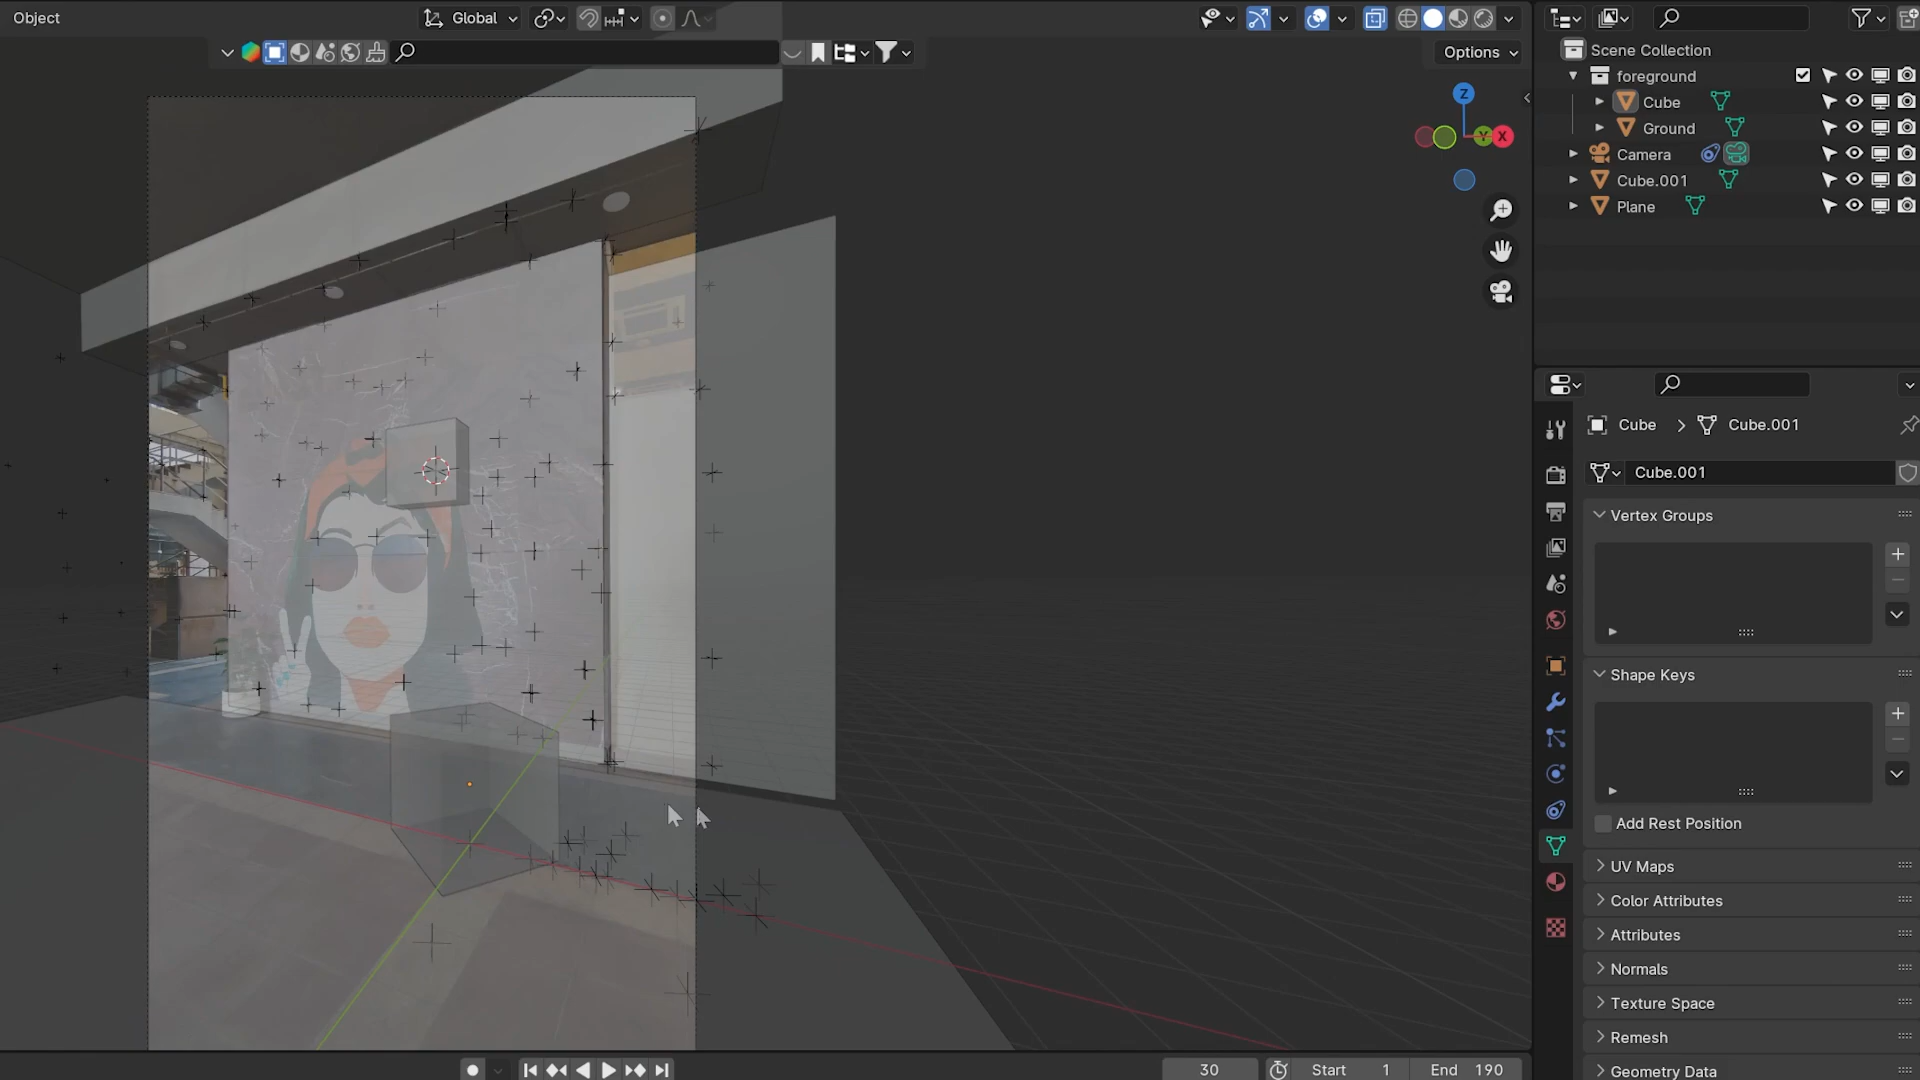 Object
Global
Options
Scene Collection
foreground
Cube
Ground
Camera
Cube.001
Plane
Z
Y
X
Cube
Cube.001
Cube.001
Vertex Groups
Shape Keys
Add Rest Position
UV Maps
Color Attributes
Attributes
Normals
Texture Space
Remesh
Geometry Data
30
Start 1
End 190